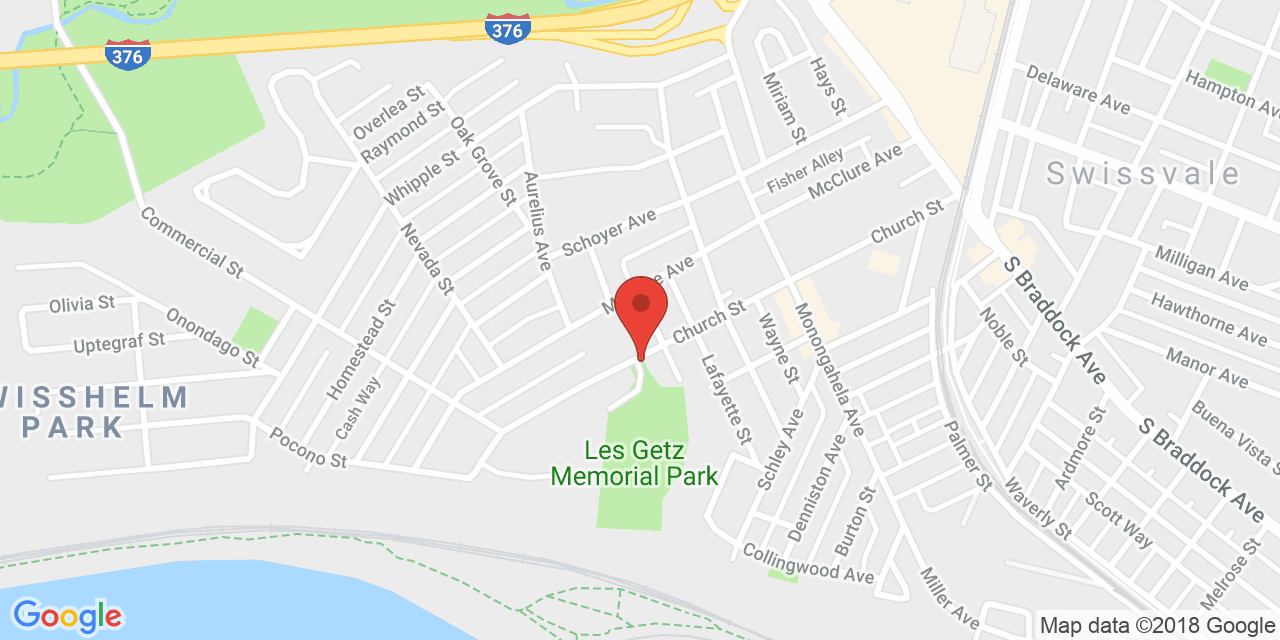 376
376
Overlea St
Raymond St
Oak Grove St
Whipple St
Aurelius Ave
Miriam St
Hays St
Fisher Alley
McClure Ave
Delaware Ave
Hampton Ave
Swissvale
Commercial St
Nevada St
Schoyer Ave
Church St
S Braddock Ave
Milligan Ave
Hawthorne Ave
Manor Ave
Buena Vista S
Olivia St
Uptegraf St
Onondago St
Homestead St
Cash Way
Ave
Church St
Wayne St
Monongahela Ave
Noble St
WISSHELM
PARK
Pocono St
Lafayette St
Schley Ave
Denniston Ave
Burton St
Palmer St
Ardmore St
S Braddock Ave
Les Getz
Memorial Park
Waverly St
Scott Way
Melrose St
Collingwood Ave
Miller Ave
Google
Map data ©2018 Google